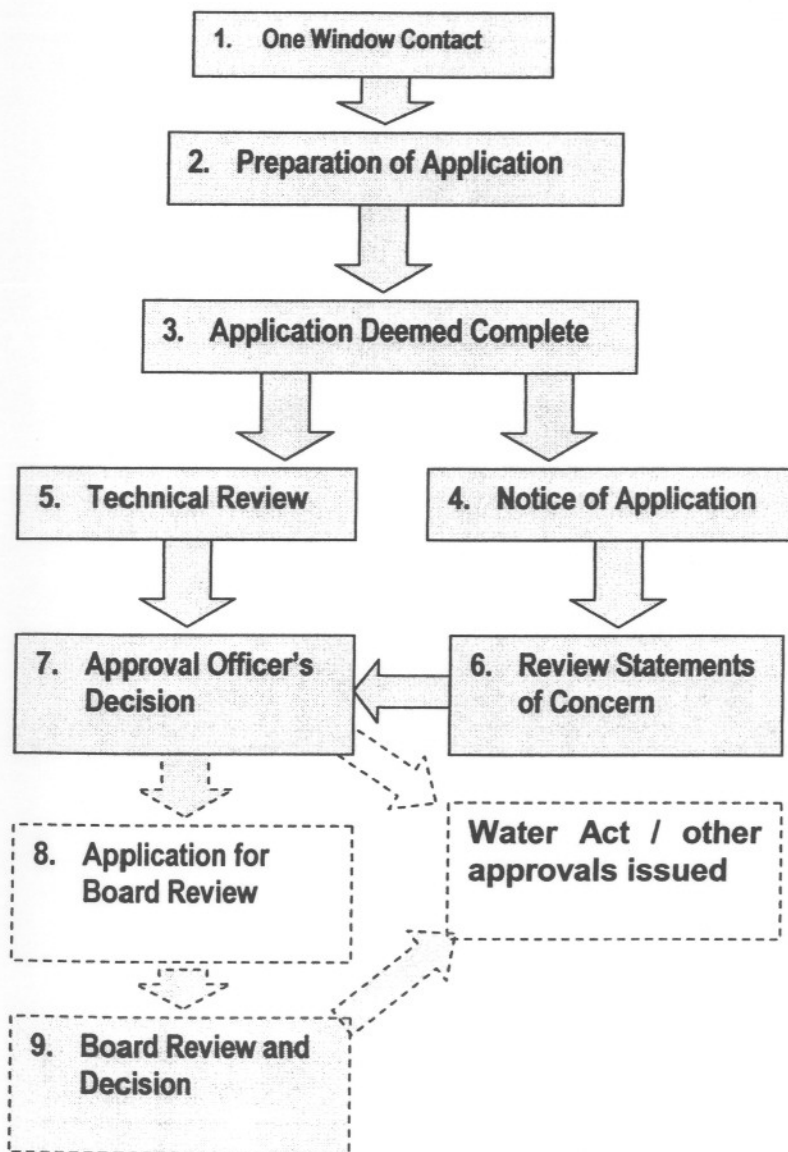 1. One Window Contact
2. Preparation of Application
3. Application Deemed Complete
5. Technical Review
4. Notice of Application
7. Approval Officer's
Decision
6. Review Statements
of Concern
8. Application for
Board Review
Water Act / other
approvals issued
9. Board Review and
Decision